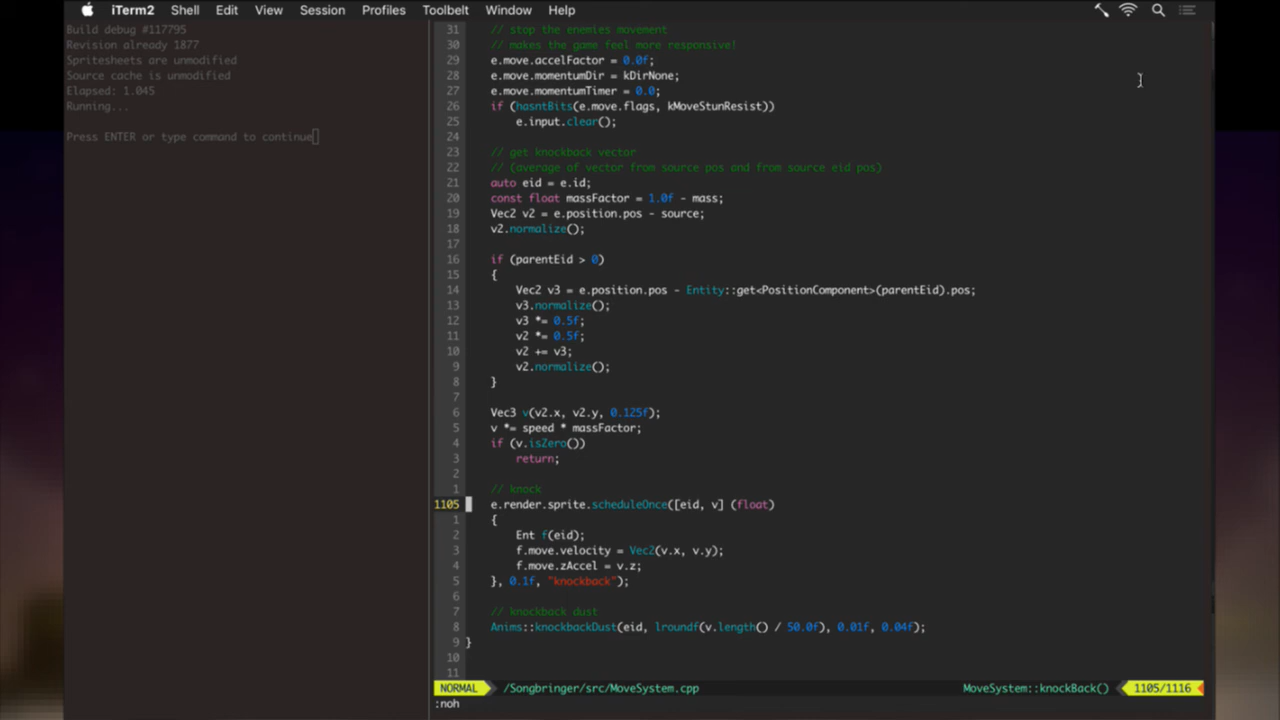 iTerm2 Shell Edit View Session Profiles Toolbelt Window Help
Build debug #117795
Revision already 1877
Spritesheets are unmodified
Source cache is unmodified
Elapsed: 1.045
Running...
Press ENTER or type command to continue
31 // stop the enemies movement
30 // makes the game feel more responsive!
29 e.move.accelFactor = 0.0f;
28 e.move.momentumDir = kDirNone;
27 e.move.momentumTimer = 0.0;
26 if (hasntBits(e.move.flags, kMoveStunResist))
25 e.input.clear();
24
23 // get knockback vector
22 // (average of vector from source pos and from source eid pos)
21 auto eid = e.id;
20 const float massFactor = 1.0f - mass;
19 Vec2 v2 = e.position.pos - source;
18 v2.normalize();
17
16 if (parentEid > 0)
15 {
14 Vec2 v3 = e.position.pos - Entity::get<PositionComponent>(parentEid).pos;
13 v3.normalize();
12 v3 *= 0.5f;
11 v2 *= 0.5f;
10 v2 += v3;
9 v2.normalize();
8 }
7
6 Vec3 v(v2.x, v2.y, 0.125f);
5 v *= speed * massFactor;
4 if (v.isZero())
3 return;
2
1 // knock
1105 e.render.sprite.scheduleOnce([eid, v] (float)
1 {
2 Ent f(eid);
3 f.move.velocity = Vec2(v.x, v.y);
4 f.move.zAccel = v.z;
5 }, 0.1f, "knockback");
6
7 // knockback dust
8 Anims::knockbackDust(eid, lroundf(v.length() / 50.0f), 0.01f, 0.04f);
9 }
10
11
NORMAL /Songbringer/src/MoveSystem.cpp MoveSystem::knockBack() 1105/1116
:noh